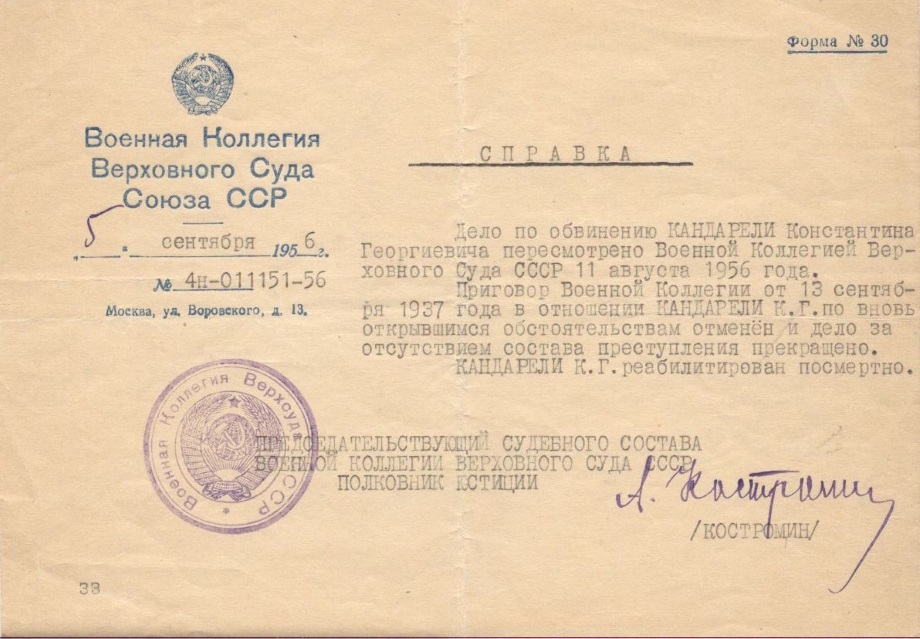 Форма № 30
Военная Коллегия
Верховного Суда
Союза ССР
„ 5 " сентября 1956 г.
№ 4н-011151-56
Москва, ул. Воровского, д. 13.
СПРАВКА
Дело по обвинению КАНДАРЕЛИ Константина
Георгиевича пересмотрено Военной Коллегией Вер-
ховного Суда СССР 11 августа 1956 года.
Приговор Военной Коллегии от 13 сентяб-
ря 1937 года в отношении КАНДАРЕЛИ К.Г.по вновь
открывшимся обстоятельствам отменён и дело за
отсутствием состава преступления прекращено.
КАНДАРЕЛИ К.Г.реабилитирован посмертно.
Военная Коллегия Верхсуда СССР
ПРЕДСЕДАТЕЛЬСТВУЮЩИЙ СУДЕБНОГО СОСТАВА
ВОЕННОЙ КОЛЛЕГИИ ВЕРХОВНОГО СУДА СССР
ПОЛКОВНИК ЮСТИЦИИ
А. Костромин
/КОСТРОМИН/
38